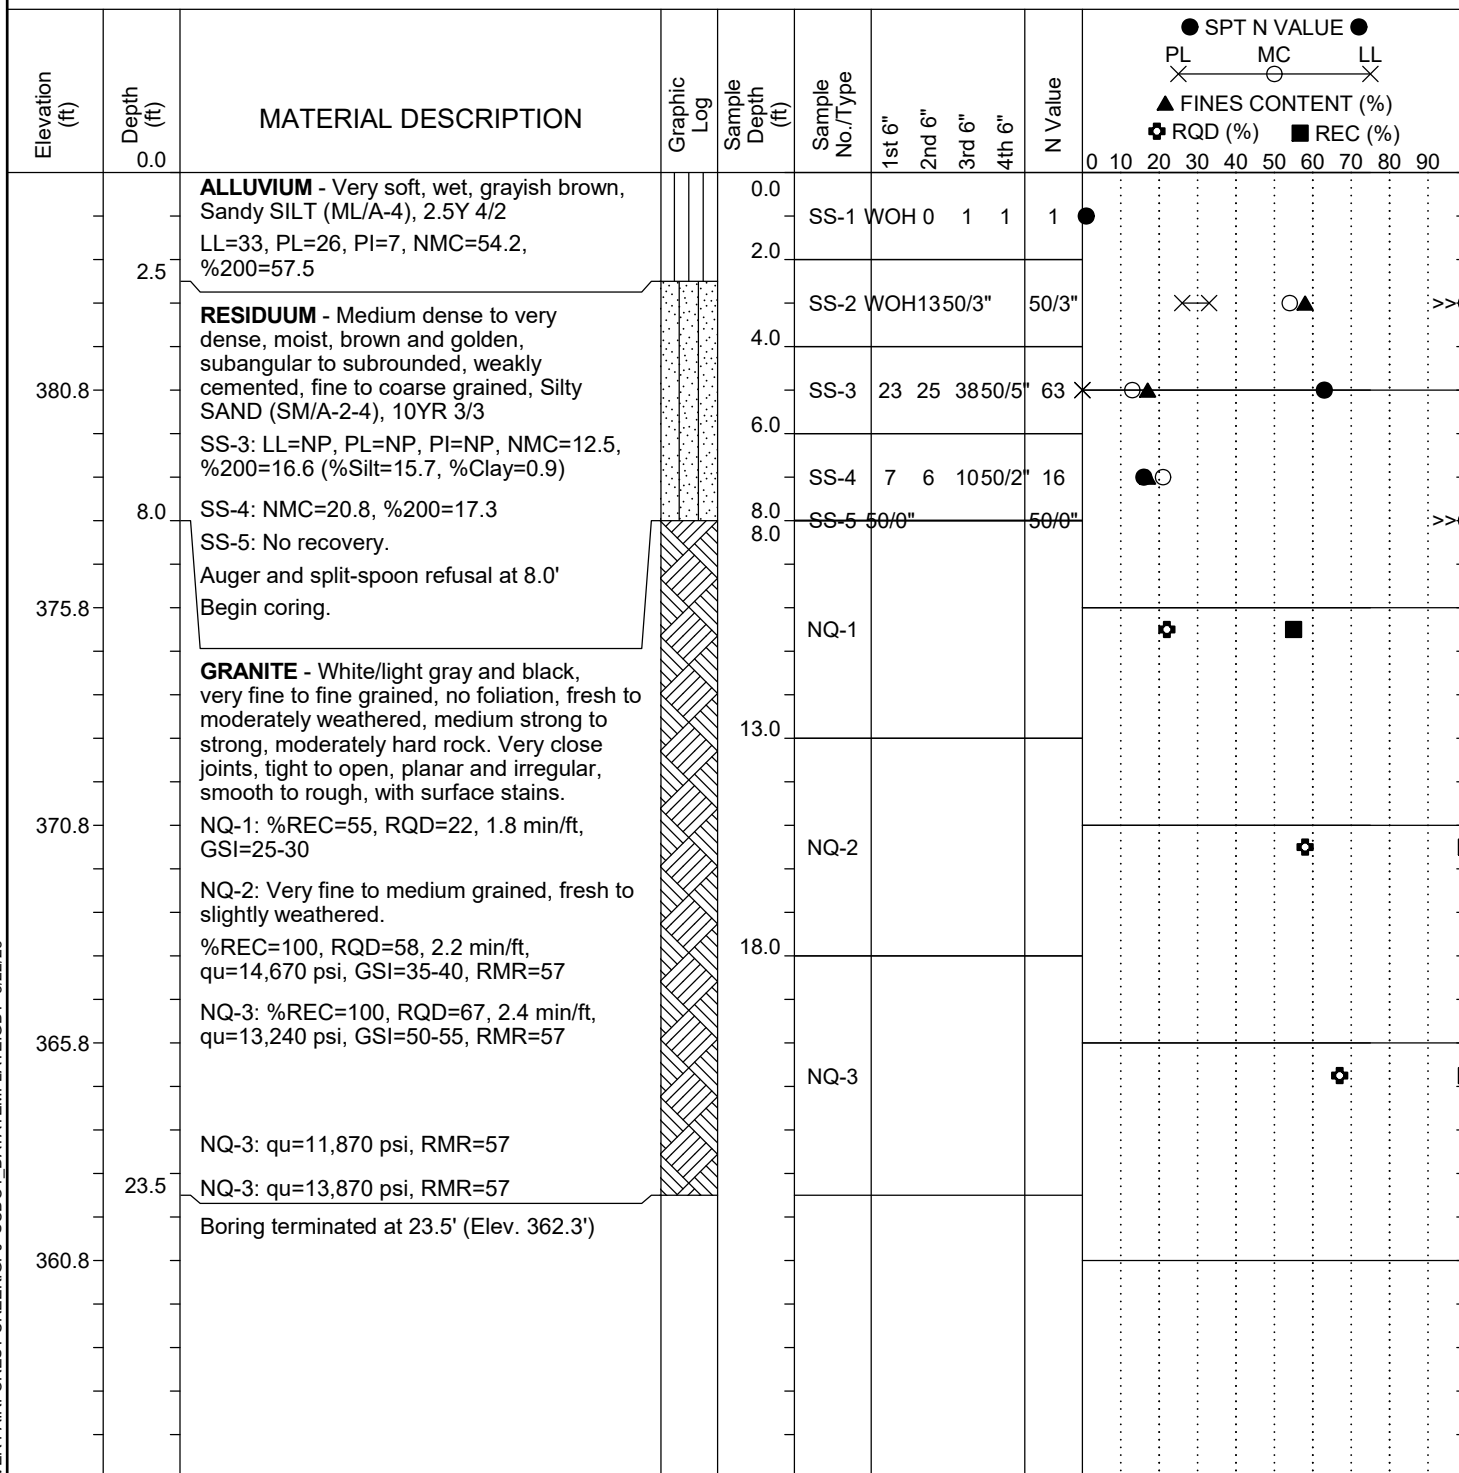 Elevation (ft)
Depth (ft)
0.0
MATERIAL DESCRIPTION
Graphic Log
Sample Depth (ft)
Sample No./Type
1st 6"
2nd 6"
3rd 6"
4th 6"
N Value
SPT N VALUE
PL MC LL
FINES CONTENT (%)
RQD (%) REC (%)
0 10 20 30 40 50 60 70 80 90
ALLUVIUM - Very soft, wet, grayish brown,
Sandy SILT (ML/A-4), 2.5Y 4/2
LL=33, PL=26, PI=7, NMC=54.2,
%200=57.5
2.5
0.0
SS-1 WOH 0 1 1 1
2.0
RESIDUUM - Medium dense to very
dense, moist, brown and golden,
subangular to subrounded, weakly
cemented, fine to coarse grained, Silty
SAND (SM/A-2-4), 10YR 3/3
SS-2 WOH 13 50/3" 50/3" >>
4.0
380.8
SS-3 23 25 38 50/5" 63
SS-3: LL=NP, PL=NP, PI=NP, NMC=12.5,
%200=16.6 (%Silt=15.7, %Clay=0.9)
6.0
SS-4 7 6 10 50/2" 16
SS-4: NMC=20.8, %200=17.3
8.0
8.0
SS-5 50/0" 50/0" >>
8.0
SS-5: No recovery.
Auger and split-spoon refusal at 8.0'
Begin coring.
375.8
NQ-1
GRANITE - White/light gray and black,
very fine to fine grained, no foliation, fresh to
moderately weathered, medium strong to
strong, moderately hard rock. Very close
joints, tight to open, planar and irregular,
smooth to rough, with surface stains.
13.0
370.8
NQ-1: %REC=55, RQD=22, 1.8 min/ft,
GSI=25-30
NQ-2
NQ-2: Very fine to medium grained, fresh to
slightly weathered.
%REC=100, RQD=58, 2.2 min/ft,
qu=14,670 psi, GSI=35-40, RMR=57
18.0
NQ-3: %REC=100, RQD=67, 2.4 min/ft,
qu=13,240 psi, GSI=50-55, RMR=57
365.8
NQ-3
NQ-3: qu=11,870 psi, RMR=57
23.5
NQ-3: qu=13,870 psi, RMR=57
Boring terminated at 23.5' (Elev. 362.3')
360.8